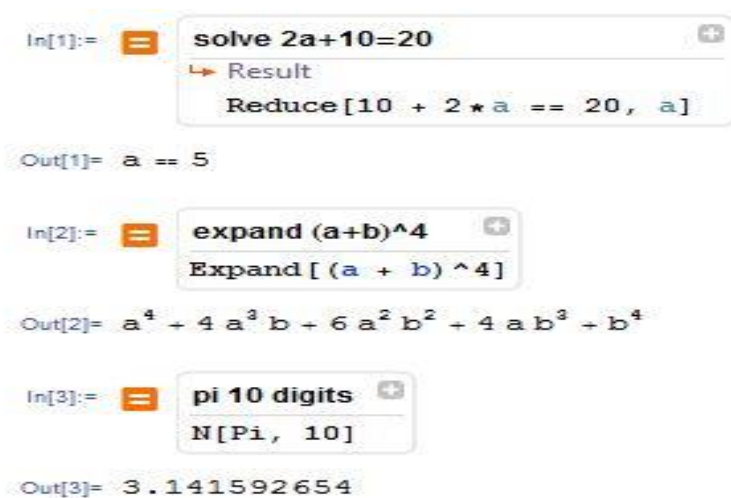 In[1]:= solve 2a+10=20
Result
Reduce[10 + 2*a == 20, a]
Out[1]= a == 5
In[2]:= expand (a+b)^4
Expand[(a + b)^4]
Out[2]= a⁴ + 4 a³ b + 6 a² b² + 4 a b³ + b⁴
In[3]:= pi 10 digits
N[Pi, 10]
Out[3]= 3.141592654